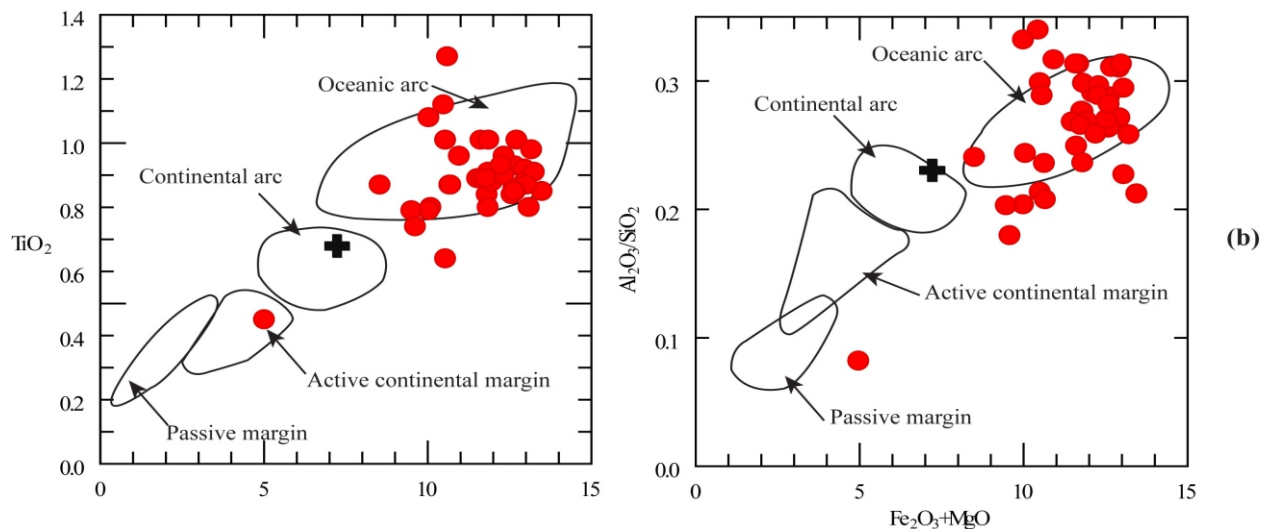 1.4
1.2
1.0
0.8
0.6
0.4
0.2
0.0
TiO₂
0
5
10
15
Oceanic arc
Continental arc
Active continental margin
Passive margin
0.3
0.2
0.1
0.0
Al₂O₃/SiO₂
0
5
10
15
Fe₂O₃+MgO
Oceanic arc
Continental arc
Active continental margin
Passive margin
(b)